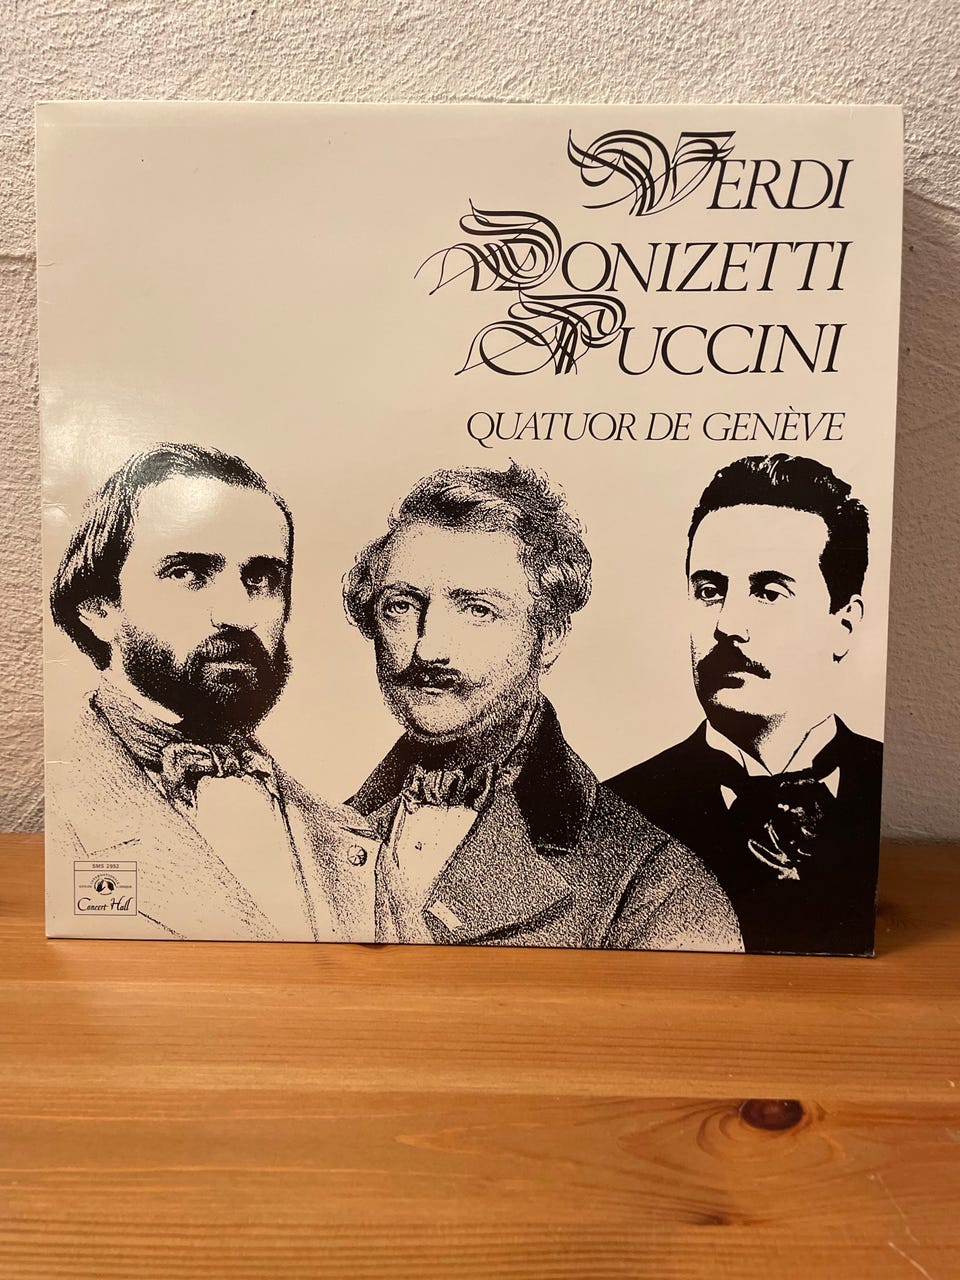 VERDI
DONIZETTI
PUCCINI
QUATUOR DE GENÈVE
SMS 2952
Concert Hall